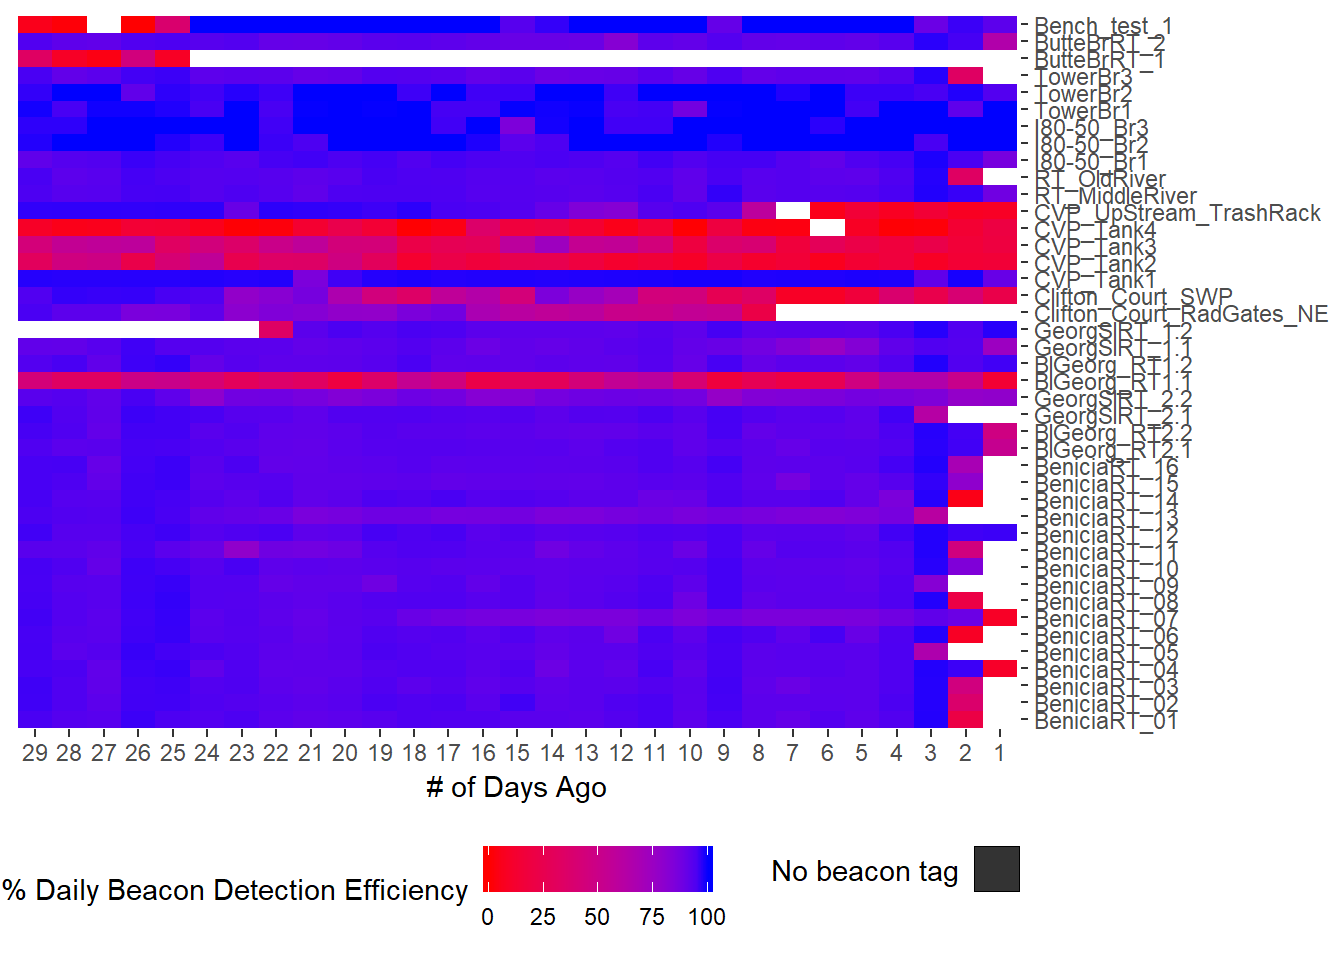 Bench_test_1
ButteBrRT_2
ButteBrRT_1
TowerBr3
TowerBr2
TowerBr1
I80-50_Br3
I80-50_Br2
I80-50_Br1
RT_OldRiver
RT_MiddleRiver
CVP_UpStream_TrashRack
CVP_Tank4
CVP_Tank3
CVP_Tank2
CVP_Tank1
Clifton_Court_SWP
Clifton_Court_RadGates_NE
GeorgSlRT_1.2
GeorgSlRT_1.1
BlGeorg_RT1.2
BlGeorg_RT1.1
GeorgSlRT_2.2
GeorgSlRT_2.1
BlGeorg_RT2.2
BlGeorg_RT2.1
BeniciaRT_16
BeniciaRT_15
BeniciaRT_14
BeniciaRT_13
BeniciaRT_12
BeniciaRT_11
BeniciaRT_10
BeniciaRT_09
BeniciaRT_08
BeniciaRT_07
BeniciaRT_06
BeniciaRT_05
BeniciaRT_04
BeniciaRT_03
BeniciaRT_02
BeniciaRT_01
29 28 27 26 25 24 23 22 21 20 19 18 17 16 15 14 13 12 11 10 9 8 7 6 5 4 3 2 1
# of Days Ago
% Daily Beacon Detection Efficiency
0 25 50 75 100
No beacon tag